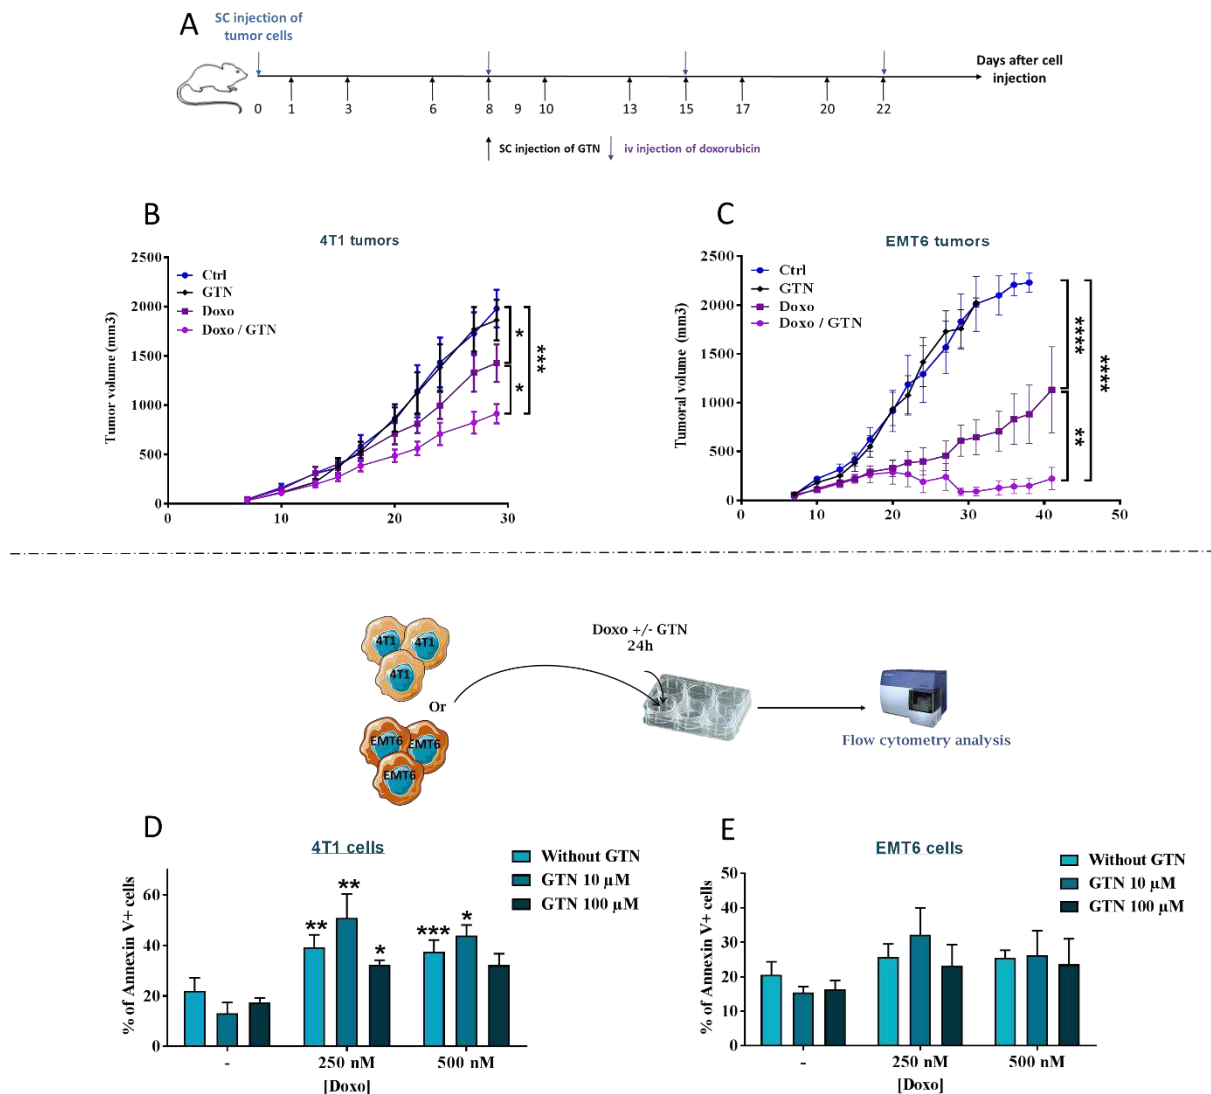 A
SC injection of
tumor cells
Days after cell
injection
0 1 3 6 8 9 10 13 15 17 20 22
SC injection of GTN iv injection of doxorubicin
B
4T1 tumors
Tumor volume (mm3)
2500
2000
1500
1000
500
0
0 10 20 30
Ctrl
GTN
Doxo
Doxo / GTN
*
*
***
C
EMT6 tumors
Tumoral volume (mm3)
2500
2000
1500
1000
500
0
0 10 20 30 40 50
Ctrl
GTN
Doxo
Doxo / GTN
****
**
****
4T1 4T1
4T1
Or
EMT6 EMT6
EMT6
Doxo +/- GTN
24h
Flow cytometry analysis
D
4T1 cells
% of Annexin V+ cells
60
40
20
0
** ** *
*** *
- 250 nM 500 nM
[Doxo]
Without GTN
GTN 10 µM
GTN 100 µM
E
EMT6 cells
% of Annexin V+ cells
50
40
30
20
10
0
- 250 nM 500 nM
[Doxo]
Without GTN
GTN 10 µM
GTN 100 µM